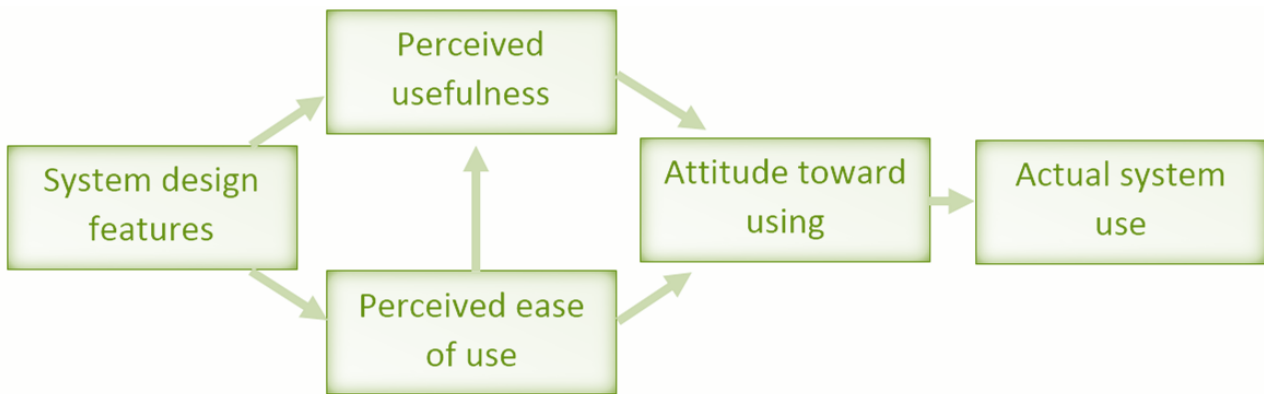 Perceived
usefulness
System design
features
Attitude toward
using
Actual system
use
Perceived ease
of use